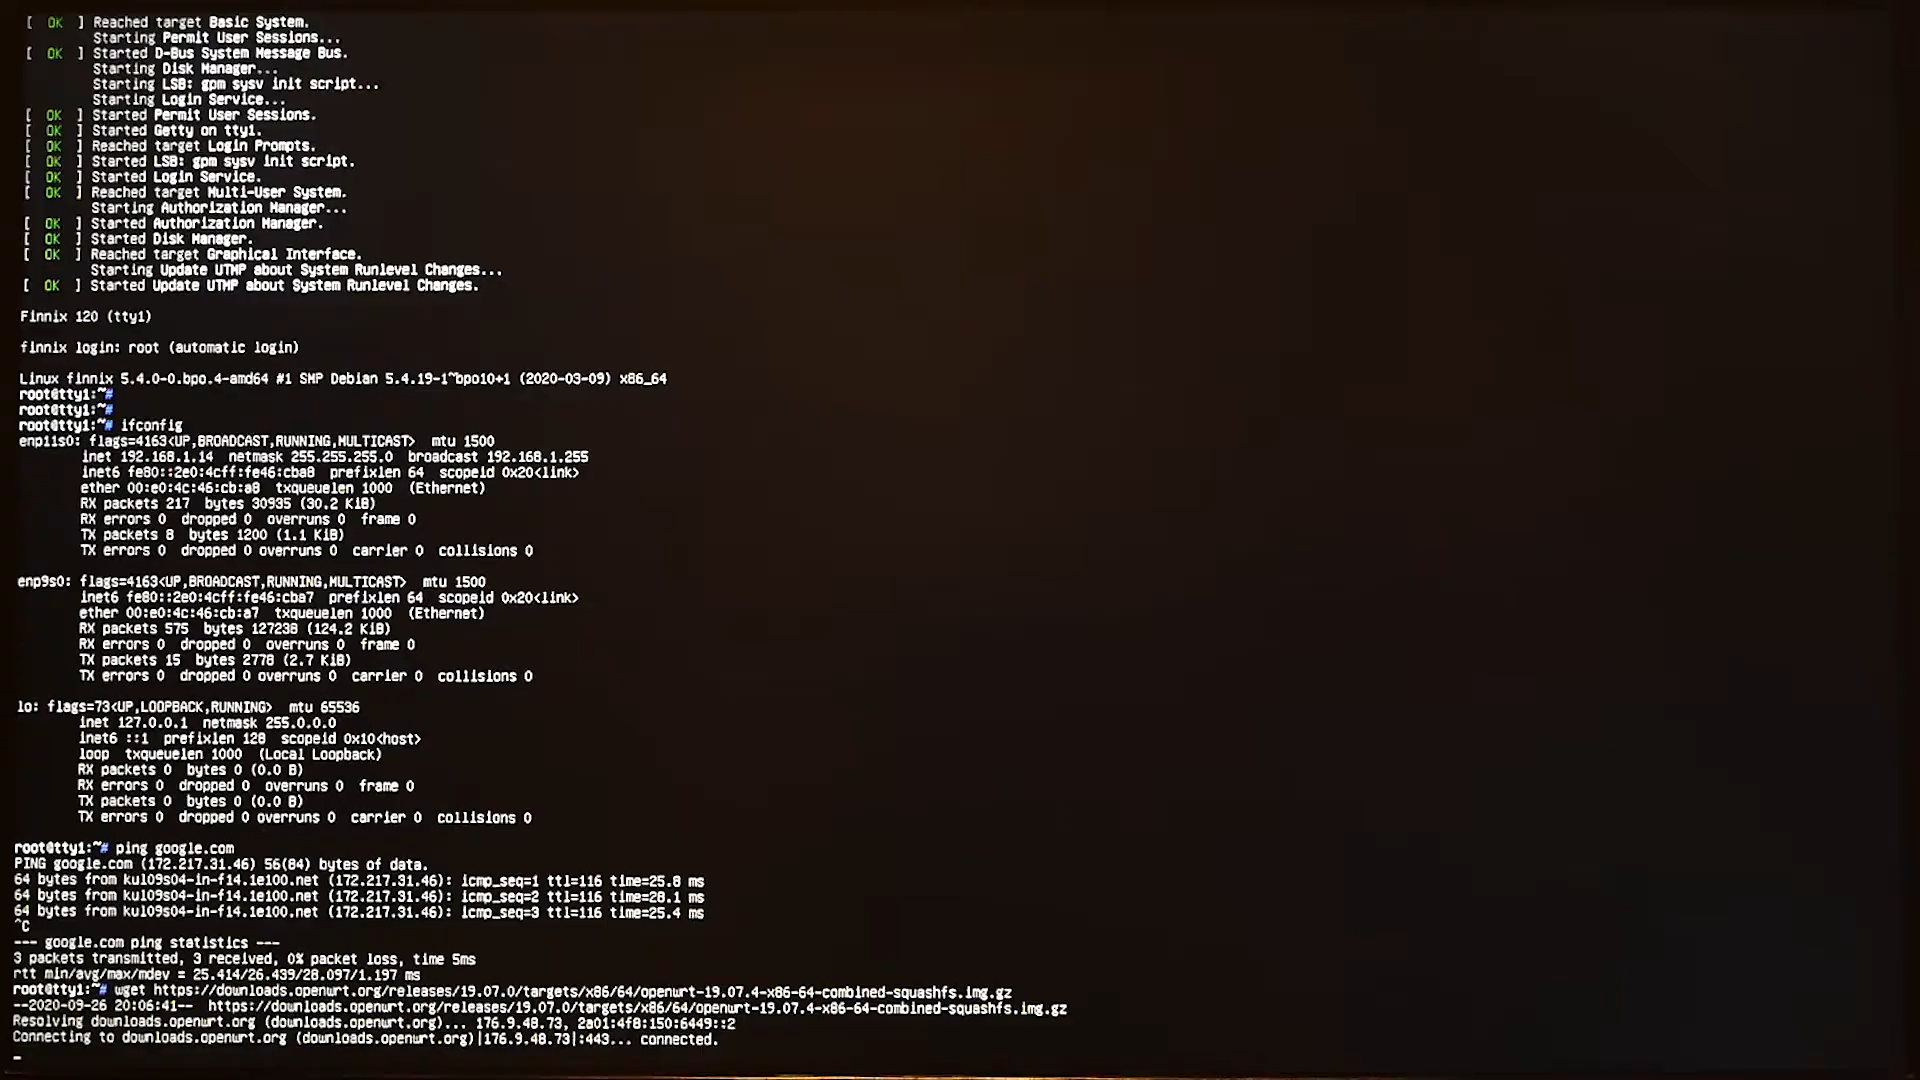 [  OK  ] Reached target Basic System.
Starting Permit User Sessions...
[  OK  ] Started D-Bus System Message Bus.
Starting Disk Manager...
Starting LSB: gpm sysv init script...
Starting Login Service...
[  OK  ] Started Permit User Sessions.
[  OK  ] Started Getty on tty1.
[  OK  ] Reached target Login Prompts.
[  OK  ] Started LSB: gpm sysv init script.
[  OK  ] Started Login Service.
[  OK  ] Reached target Multi-User System.
Starting Authorization Manager...
[  OK  ] Started Authorization Manager.
[  OK  ] Started Disk Manager.
[  OK  ] Reached target Graphical Interface.
Starting Update UTMP about System Runlevel Changes...
[  OK  ] Started Update UTMP about System Runlevel Changes.
Finnix 120 (tty1)
finnix login: root (automatic login)
Linux finnix 5.4.0-0.bpo.4-amd64 #1 SMP Debian 5.4.19-1~bpo10+1 (2020-03-09) x86_64
root@tty1:~#
root@tty1:~#
root@tty1:~# ifconfig
enp11s0: flags=4163<UP,BROADCAST,RUNNING,MULTICAST>  mtu 1500
inet 192.168.1.14  netmask 255.255.255.0  broadcast 192.168.1.255
inet6 fe80::2e0:4cff:fe46:cba8  prefixlen 64  scopeid 0x20<link>
ether 00:e0:4c:46:cb:a8  txqueuelen 1000  (Ethernet)
RX packets 217  bytes 30935 (30.2 KiB)
RX errors 0  dropped 0  overruns 0  frame 0
TX packets 8  bytes 1200 (1.1 KiB)
TX errors 0  dropped 0 overruns 0  carrier 0  collisions 0
enp9s0: flags=4163<UP,BROADCAST,RUNNING,MULTICAST>  mtu 1500
inet6 fe80::2e0:4cff:fe46:cba7  prefixlen 64  scopeid 0x20<link>
ether 00:e0:4c:46:cb:a7  txqueuelen 1000  (Ethernet)
RX packets 575  bytes 127238 (124.2 KiB)
RX errors 0  dropped 0  overruns 0  frame 0
TX packets 15  bytes 2778 (2.7 KiB)
TX errors 0  dropped 0 overruns 0  carrier 0  collisions 0
lo: flags=73<UP,LOOPBACK,RUNNING>  mtu 65536
inet 127.0.0.1  netmask 255.0.0.0
inet6 ::1  prefixlen 128  scopeid 0x10<host>
loop  txqueuelen 1000  (Local Loopback)
RX packets 0  bytes 0 (0.0 B)
RX errors 0  dropped 0  overruns 0  frame 0
TX packets 0  bytes 0 (0.0 B)
TX errors 0  dropped 0 overruns 0  carrier 0  collisions 0
root@tty1:~# ping google.com
PING google.com (172.217.31.46) 56(84) bytes of data.
64 bytes from kul09s04-in-f14.1e100.net (172.217.31.46): icmp_seq=1 ttl=116 time=25.8 ms
64 bytes from kul09s04-in-f14.1e100.net (172.217.31.46): icmp_seq=2 ttl=116 time=28.1 ms
64 bytes from kul09s04-in-f14.1e100.net (172.217.31.46): icmp_seq=3 ttl=116 time=25.4 ms
^C
--- google.com ping statistics ---
3 packets transmitted, 3 received, 0% packet loss, time 5ms
rtt min/avg/max/mdev = 25.414/26.439/28.097/1.197 ms
root@tty1:~# wget https://downloads.openwrt.org/releases/19.07.0/targets/x86/64/openwrt-19.07.4-x86-64-combined-squashfs.img.gz
--2020-09-26 20:06:41--  https://downloads.openwrt.org/releases/19.07.0/targets/x86/64/openwrt-19.07.4-x86-64-combined-squashfs.img.gz
Resolving downloads.openwrt.org (downloads.openwrt.org)... 176.9.48.73, 2a01:4f8:150:6449::2
Connecting to downloads.openwrt.org (downloads.openwrt.org)|176.9.48.73|:443... connected.